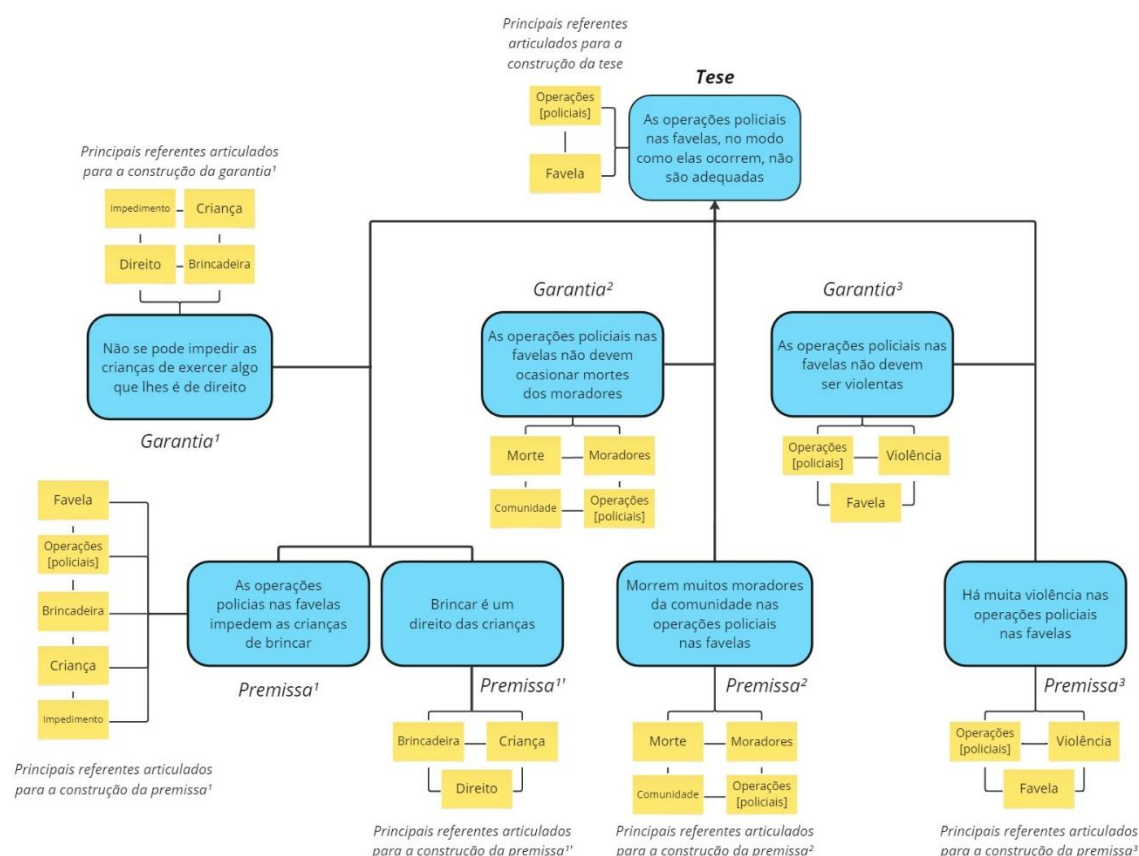 Principais referentes
articulados para a
construção da tese
Tese
Operações
[policiais]
Favela
As operações policiais
nas favelas, no modo
como elas ocorrem, não
são adequadas
Principais referentes articulados
para a construção da garantia¹
Impedimento
Criança
Direito
Brincadeira
Não se pode impedir as
crianças de exercer algo
que lhes é de direito
Garantia¹
Garantia²
As operações policiais nas
favelas não devem
ocasionar mortes
dos moradores
Morte
Moradores
Comunidade
Operações
[policiais]
Garantia³
As operações policiais nas
favelas não devem
ser violentas
Operações
[policiais]
Violência
Favela
Favela
Operações
[policiais]
Brincadeira
Criança
Impedimento
Principais referentes articulados
para a construção da premissa¹
As operações
policias nas favelas
impedem as crianças
de brincar
Premissa¹
Brincar é um
direito das crianças
Premissa¹'
Brincadeira
Criança
Direito
Principais referentes articulados
para a construção da premissa¹'
Morrem muitos moradores
da comunidade nas
operações policiais
nas favelas
Premissa²
Morte
Moradores
Comunidade
Operações
[policiais]
Principais referentes articulados
para a construção da premissa²
Há muita violência nas
operações policiais
nas favelas
Premissa³
Operações
[policiais]
Violência
Favela
Principais referentes articulados
para a construção da premissa³